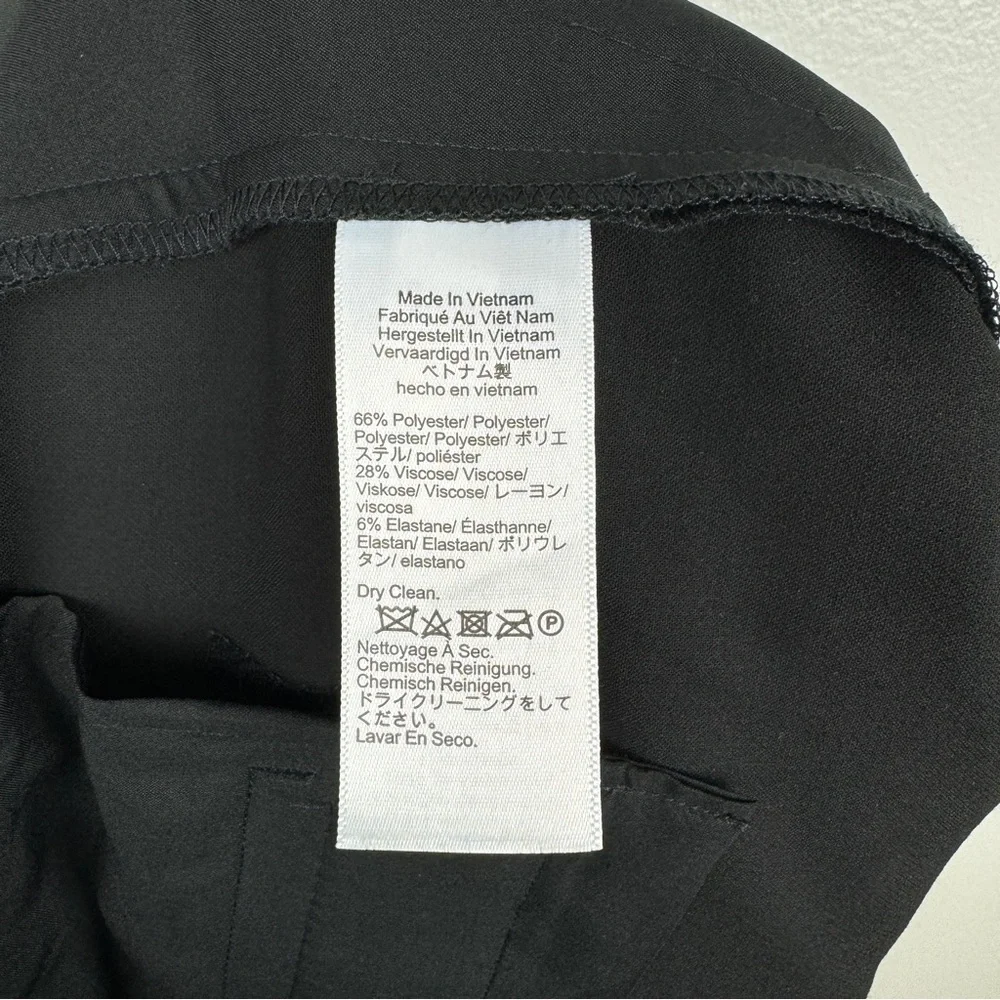 Made In Vietnam
Fabriqué Au Viêt Nam
Hergestellt In Vietnam
Vervaardigd In Vietnam
ベトナム製
hecho en vietnam
66% Polyester/ Polyester/
Polyester/ Polyester/ ポリエ
ステル/ poliéster
28% Viscose/ Viscose/
Viskose/ Viscose/ レーヨン/
viscosa
6% Elastane/ Élasthanne/
Elastan/ Elastaan/ ポリウレ
タン/ elastano
Dry Clean.
P
Nettoyage À Sec.
Chemische Reinigung.
Chemisch Reinigen.
ドライクリーニングをして
ください。
Lavar En Seco.